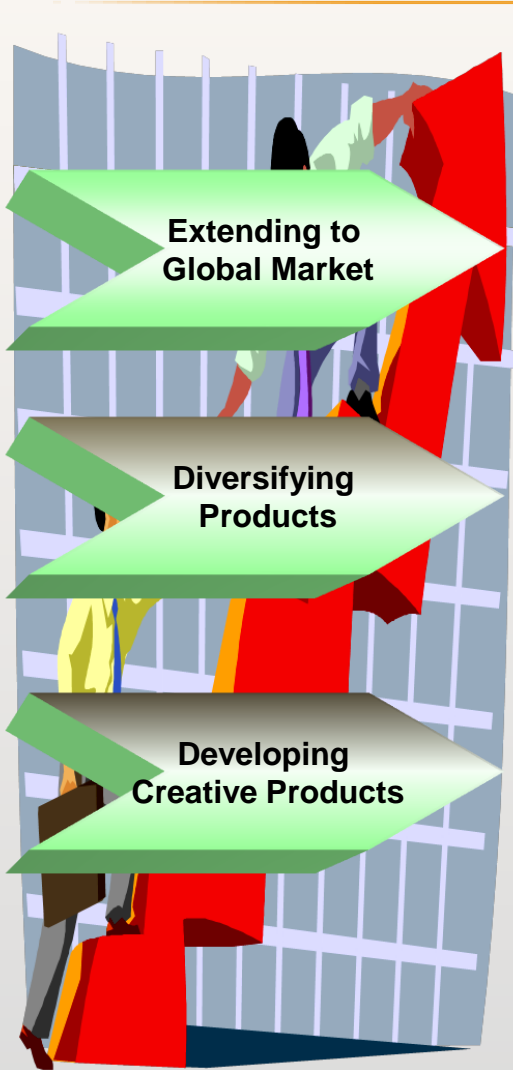 Extending to
Global Market
Diversifying
Products
Developing
Creative Products